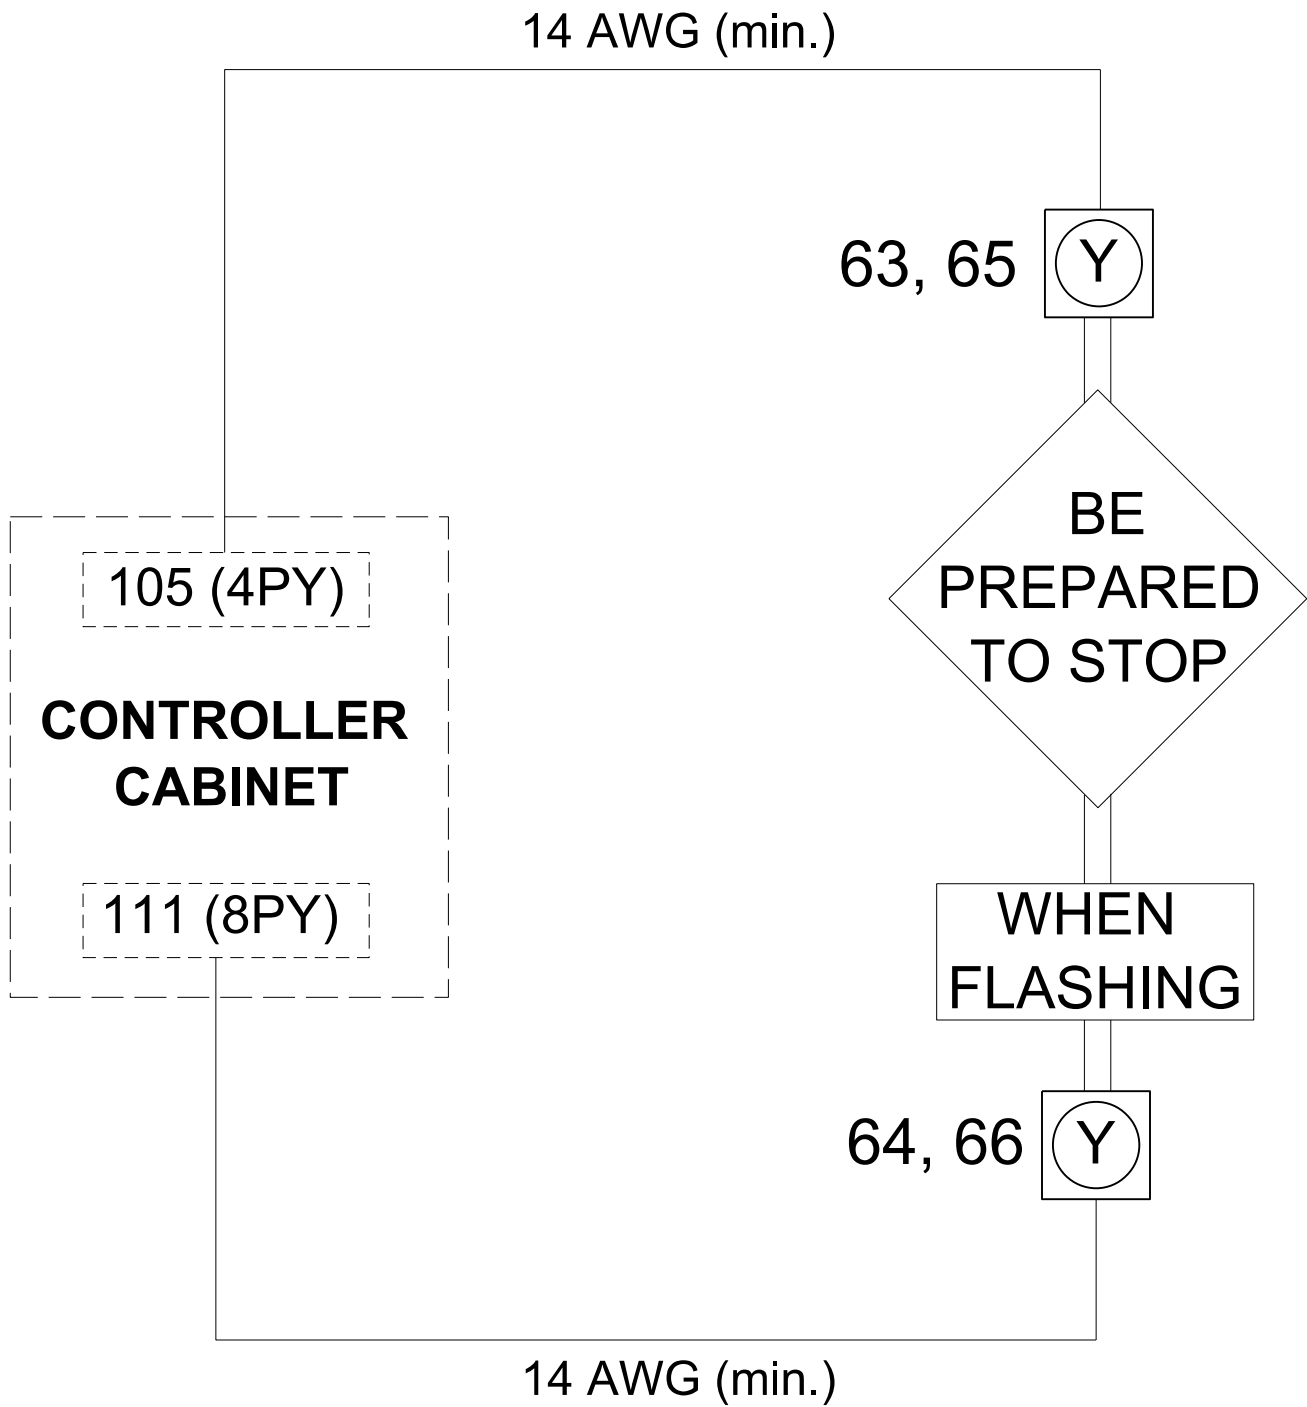 14 AWG (min.)
63, 65
Y
BE
PREPARED
TO STOP
105 (4PY)
CONTROLLER
CABINET
111 (8PY)
WHEN
FLASHING
64, 66
Y
14 AWG (min.)